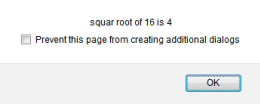 squar root of 16 is 4
Prevent this page from creating additional dialogs
OK